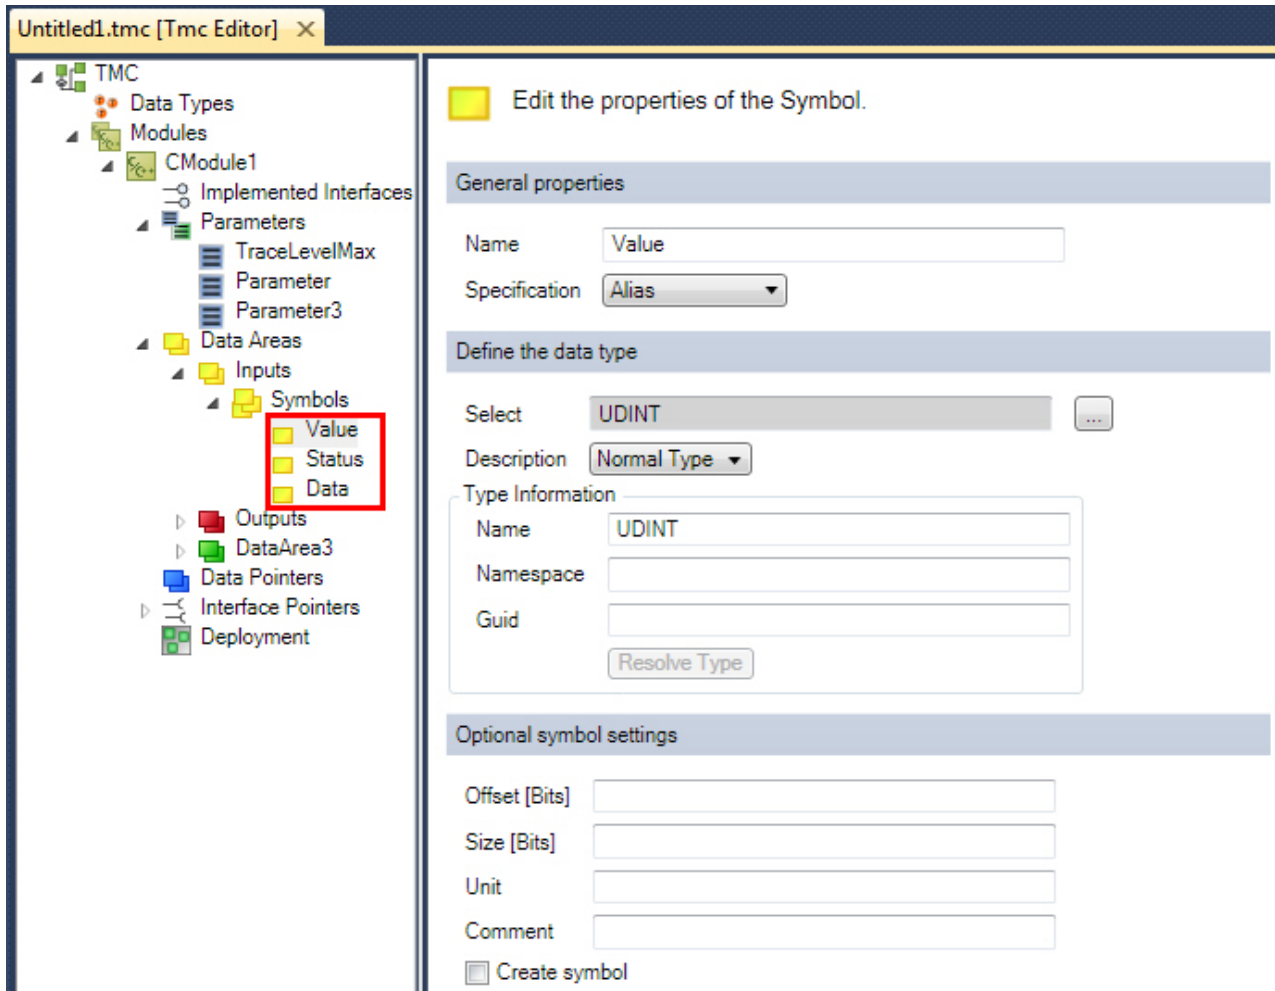 Untitled1.tmc [Tmc Editor]
TMC
Data Types
Modules
CModule1
Implemented Interfaces
Parameters
TraceLevelMax
Parameter
Parameter3
Data Areas
Inputs
Symbols
Value
Status
Data
Outputs
DataArea3
Data Pointers
Interface Pointers
Deployment
Edit the properties of the Symbol.
General properties
Name Value
Specification Alias
Define the data type
Select UDINT ...
Description Normal Type
Type Information
Name UDINT
Namespace
Guid
Resolve Type
Optional symbol settings
Offset [Bits]
Size [Bits]
Unit
Comment
Create symbol